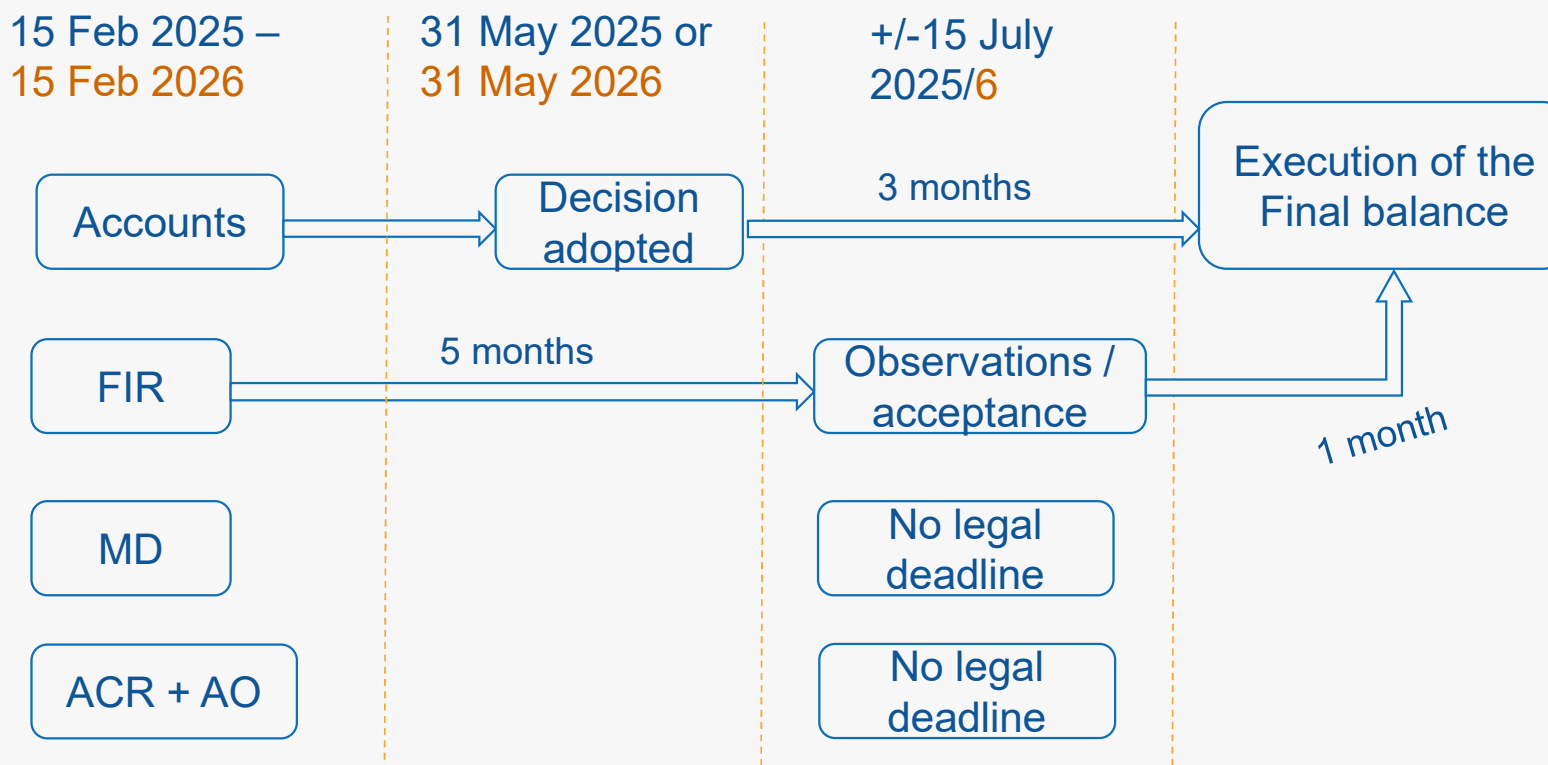 15 Feb 2025 –
15 Feb 2026
31 May 2025 or
31 May 2026
+/-15 July
2025/6
Accounts
Decision
adopted
3 months
Execution of the
Final balance
FIR
5 months
Observations /
acceptance
1 month
MD
No legal
deadline
ACR + AO
No legal
deadline